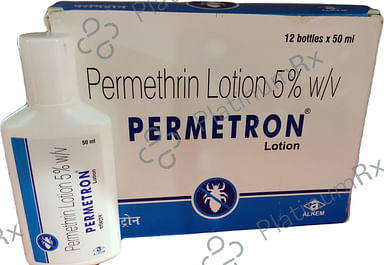 12 bottles x 50 ml
Permethrin Lotion 5% w/v
PERMETRON®
Lotion
ALKEM
50 ml
Permethrin Lotion 5% w/v
PERMETRON
Lotion
PlatinumRx